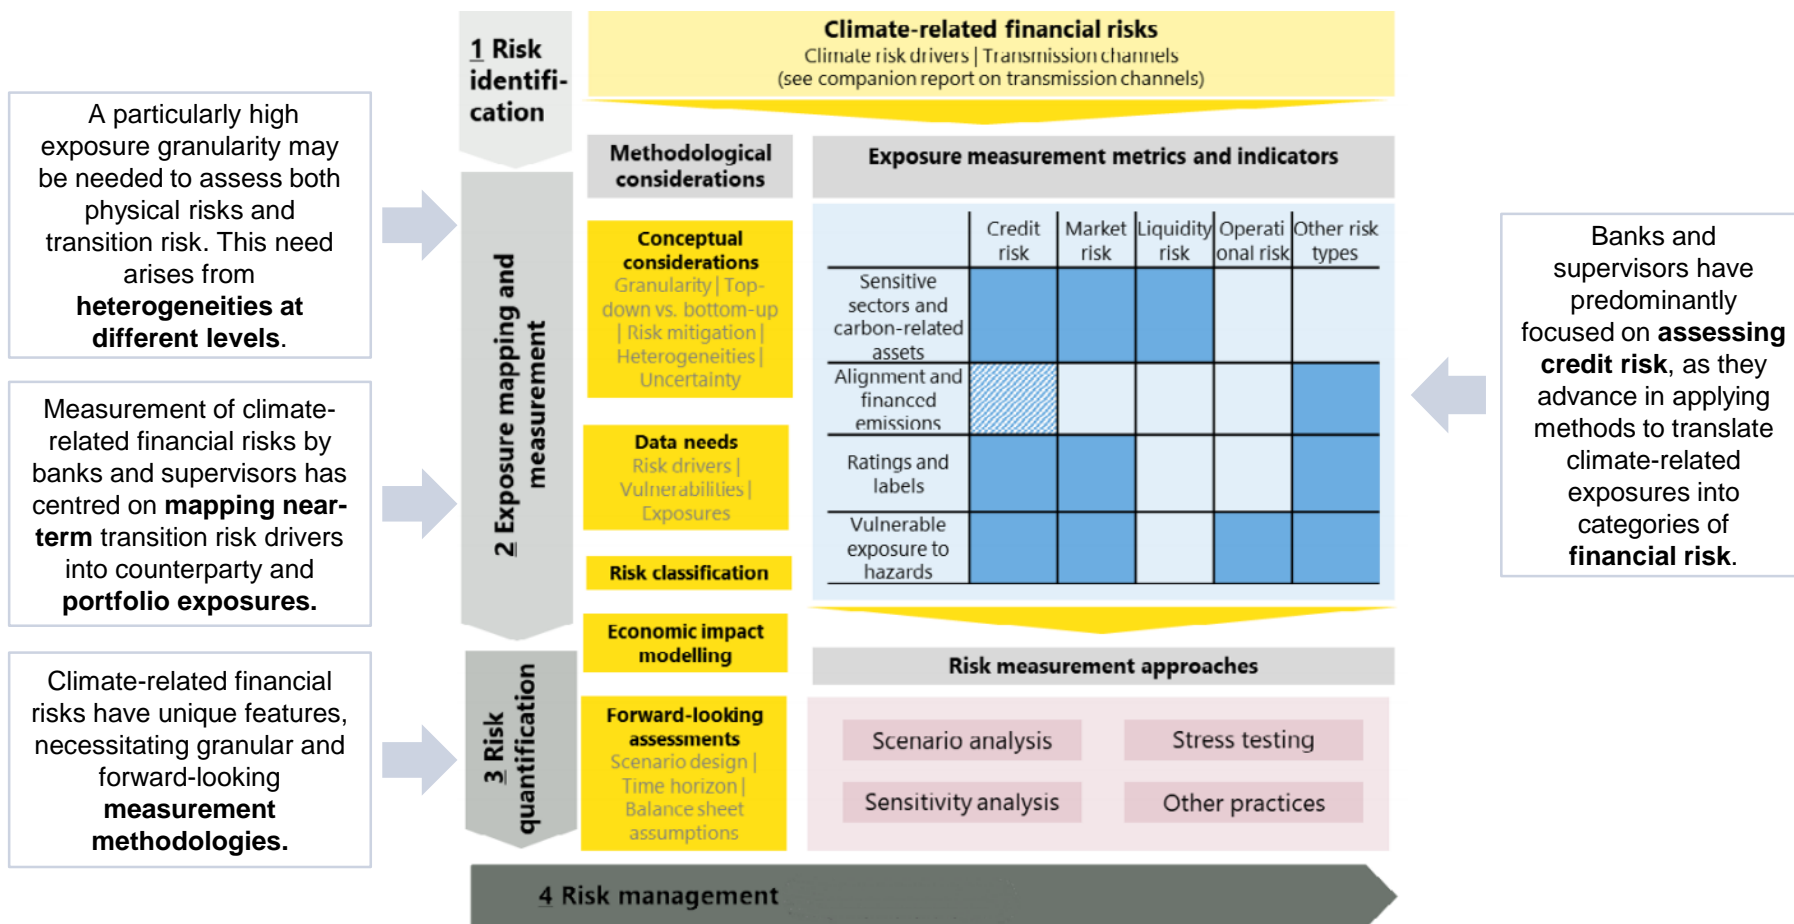 A particularly high
exposure granularity may
be needed to assess both
physical risks and
transition risk. This need
arises from
heterogeneities at
different levels.
Measurement of climate-
related financial risks by
banks and supervisors has
centred on mapping near-
term transition risk drivers
into counterparty and
portfolio exposures.
Climate-related financial
risks have unique features,
necessitating granular and
forward-looking
measurement
methodologies.
1 Risk
identifi-
cation
2 Exposure mapping and
measurement
3 Risk
quantification
Climate-related financial risks
Climate risk drivers | Transmission channels
(see companion report on transmission channels)
Methodological
considerations
Conceptual
considerations
Granularity | Top-
down vs. bottom-up
| Risk mitigation |
Heterogeneities |
Uncertainty
Data needs
Risk drivers |
Vulnerabilities |
Exposures
Risk classification
Economic impact
modelling
Forward-looking
assessments
Scenario design |
Time horizon |
Balance sheet
assumptions
Exposure measurement metrics and indicators
Credit
risk
Market
risk
Liquidity
risk
Operati
onal risk
Other risk
types
Sensitive
sectors and
carbon-related
assets
Alignment and
financed
emissions
Ratings and
labels
Vulnerable
exposure to
hazards
Risk measurement approaches
Scenario analysis
Stress testing
Sensitivity analysis
Other practices
4 Risk management
Banks and
supervisors have
predominantly
focused on assessing
credit risk, as they
advance in applying
methods to translate
climate-related
exposures into
categories of
financial risk.